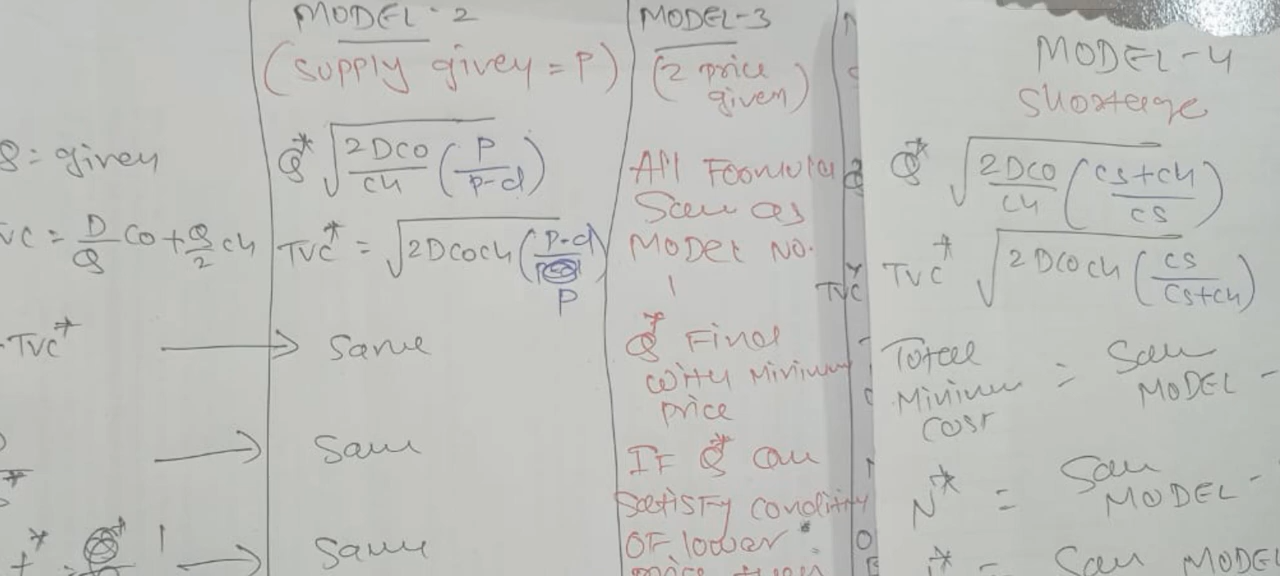 Q = given
VC = D/Q Co + Q/2 ch
TVC*
MODEL - 2
(Supply givey = P)
Q* √2DCO/CH (P/P-d)
TVC* = √2DCOCH (P-d/P)
Same
Same
Same
MODEL-3
(2 price
given)
All Foomula
Same as
MODEL NO.
1
Q* Find
with Minimum
price
IF Q* can
Satisfy condition
OF lower
TVC
MODEL - 4
Shortage
Q* √2DCO/CH (CS+CH/CS)
TVC* √2DCOCH (CS/CS+CH)
Total
Minimum
Cost
= Same
MODEL -
N* = Same
MODEL -
= Same MODEL